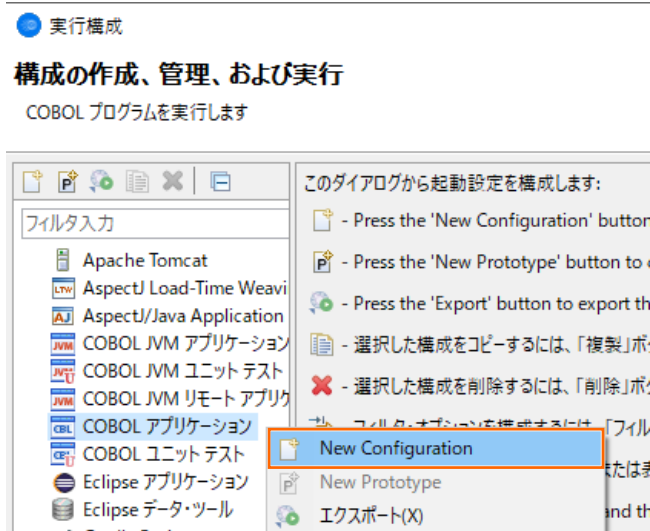 実行構成
構成の作成、管理、および実行
COBOL プログラムを実行します
フィルタ入力
Apache Tomcat
AspectJ Load-Time Weavi
AspectJ/Java Application
COBOL JVM アプリケーション
COBOL JVM ユニット テスト
COBOL JVM リモート アプリケ
COBOL アプリケーション
COBOL ユニット テスト
Eclipse アプリケーション
Eclipse データ・ツール
このダイアログから起動設定を構成します:
- Press the 'New Configuration' button
- Press the 'New Prototype' button to
- Press the 'Export' button to export th
- 選択した構成をコピーするには、「複製」ボ
- 選択した構成を削除するには、「削除」ボ
New Configuration
New Prototype
エクスポート(X)
または
and th